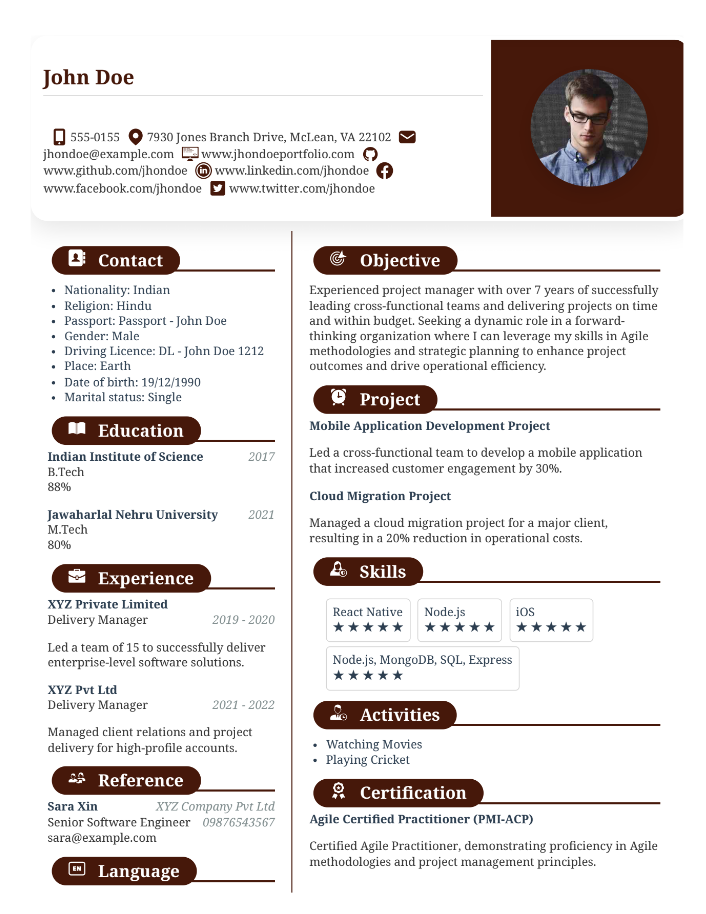 John Doe
555-0155 7930 Jones Branch Drive, McLean, VA 22102
jhondoe@example.com www.jhondoeportfolio.com
www.github.com/jhondoe www.linkedin.com/jhondoe
www.facebook.com/jhondoe www.twitter.com/jhondoe
Contact
• Nationality: Indian
• Religion: Hindu
• Passport: Passport - John Doe
• Gender: Male
• Driving Licence: DL - John Doe 1212
• Place: Earth
• Date of birth: 19/12/1990
• Marital status: Single
Education
Indian Institute of Science 2017
B.Tech
88%
Jawaharlal Nehru University 2021
M.Tech
80%
Experience
XYZ Private Limited
Delivery Manager 2019 - 2020
Led a team of 15 to successfully deliver
enterprise-level software solutions.
XYZ Pvt Ltd
Delivery Manager 2021 - 2022
Managed client relations and project
delivery for high-profile accounts.
Reference
Sara Xin XYZ Company Pvt Ltd
Senior Software Engineer 09876543567
sara@example.com
EN Language
Objective
Experienced project manager with over 7 years of successfully
leading cross-functional teams and delivering projects on time
and within budget. Seeking a dynamic role in a forward-
thinking organization where I can leverage my skills in Agile
methodologies and strategic planning to enhance project
outcomes and drive operational efficiency.
Project
Mobile Application Development Project
Led a cross-functional team to develop a mobile application
that increased customer engagement by 30%.
Cloud Migration Project
Managed a cloud migration project for a major client,
resulting in a 20% reduction in operational costs.
Skills
React Native Node.js iOS
★★★★★ ★★★★★ ★★★★★
Node.js, MongoDB, SQL, Express
★★★★★
Activities
• Watching Movies
• Playing Cricket
Certification
Agile Certified Practitioner (PMI-ACP)
Certified Agile Practitioner, demonstrating proficiency in Agile
methodologies and project management principles.